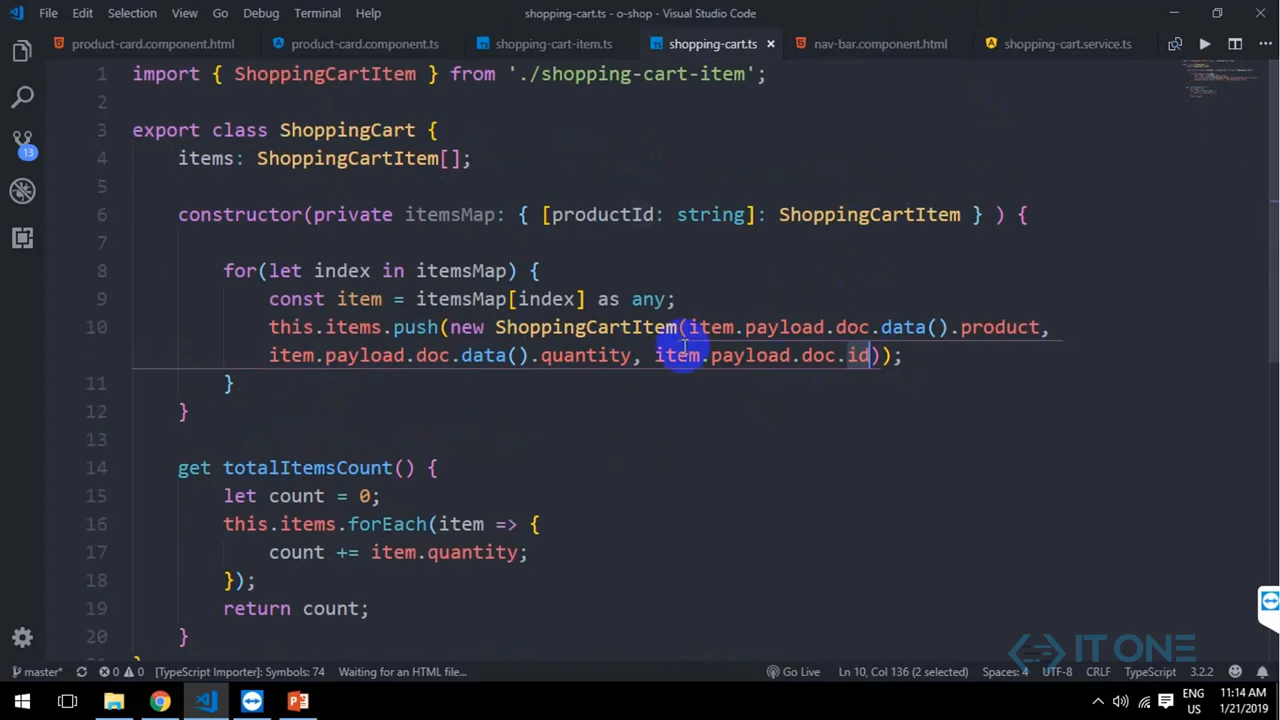 File Edit Selection View Go Debug Terminal Help
shopping-cart.ts - o-shop - Visual Studio Code
product-card.component.html product-card.component.ts shopping-cart-item.ts shopping-cart.ts nav-bar.component.html shopping-cart.service.ts
1 import { ShoppingCartItem } from './shopping-cart-item';
2
3 export class ShoppingCart {
4 items: ShoppingCartItem[];
5
6 constructor(private itemsMap: { [productId: string]: ShoppingCartItem } ) {
7
8 for(let index in itemsMap) {
9 const item = itemsMap[index] as any;
10 this.items.push(new ShoppingCartItem(item.payload.doc.data().product,
item.payload.doc.data().quantity, item.payload.doc.id));
11 }
12 }
13
14 get totalItemsCount() {
15 let count = 0;
16 this.items.forEach(item => {
17 count += item.quantity;
18 });
19 return count;
20 }
13
IT ONE
master* 0 0 [TypeScript Importer]: Symbols: 74 Waiting for an HTML file... Go Live Ln 10, Col 136 (2 selected) Spaces: 4 UTF-8 CRLF TypeScript 3.2.2
ENG 11:14 AM
US 1/21/2019